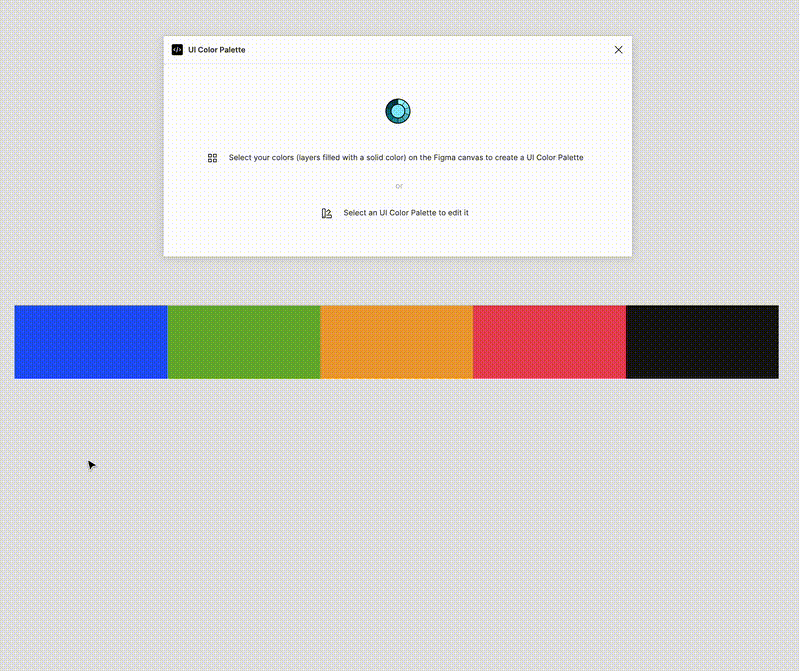 UI Color Palette
Select your colors (layers filled with a solid color) on the Figma canvas to create a UI Color Palette
or
Select an UI Color Palette to edit it